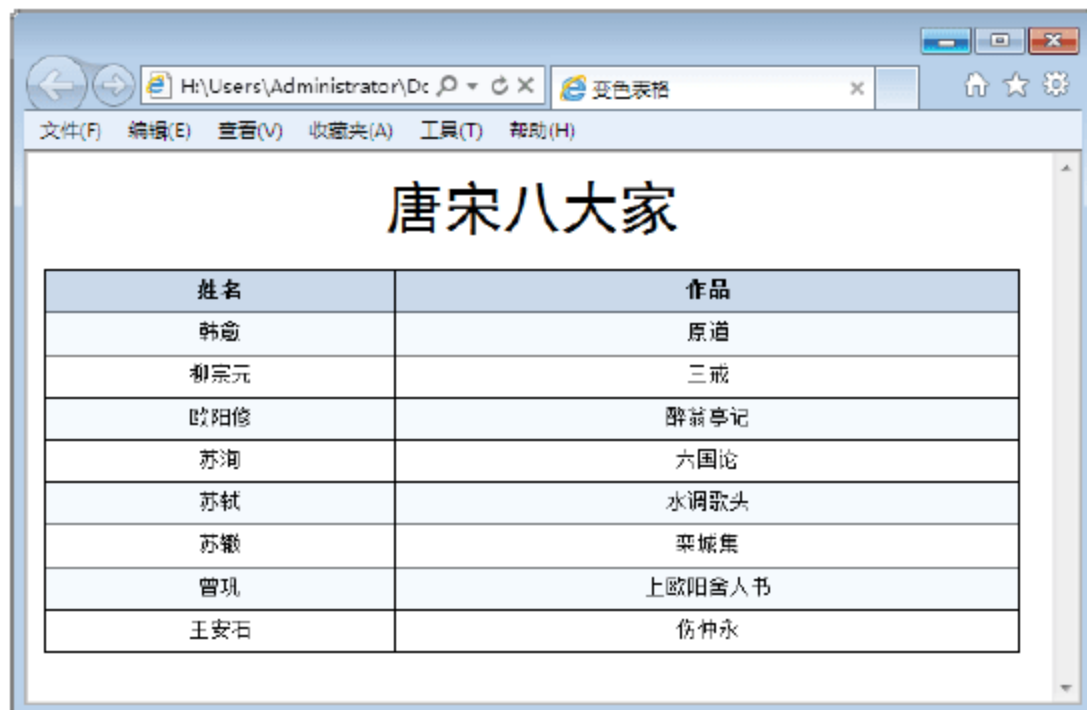 H:\Users\Administrator\Dc
变色表格
文件(F) 编辑(E) 查看(V) 收藏夹(A) 工具(T) 帮助(H)
唐宋八大家
姓名 作品
韩愈 原道
柳宗元 三戒
欧阳修 醉翁亭记
苏洵 六国论
苏轼 水调歌头
苏辙 栾城集
曾巩 上欧阳舍人书
王安石 伤仲永